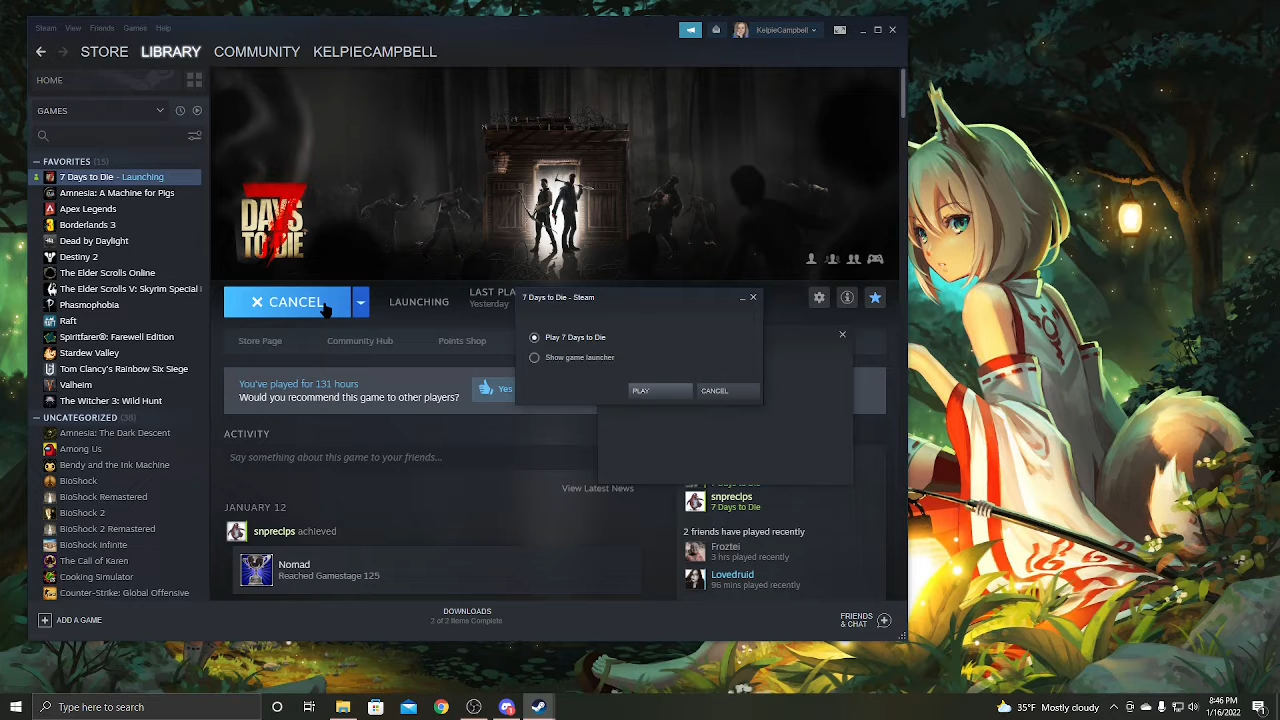 Steam View Friends Games Help
KelpieCampbell
STORE LIBRARY COMMUNITY KELPIECAMPBELL
HOME
GAMES
FAVORITES (15)
7 Days to Die - Launching
Amnesia: A Machine for Pigs
Apex Legends
Borderlands 3
Dead by Daylight
Destiny 2
The Elder Scrolls Online
The Elder Scrolls V: Skyrim Special
Phasmophobia
Raft
Spiritfarer®: Farewell Edition
Stardew Valley
Tom Clancy's Rainbow Six Siege
Valheim
The Witcher 3: Wild Hunt
UNCATEGORIZED (38)
Amnesia: The Dark Descent
Among Us
Bendy and the Ink Machine
BioShock
BioShock Remastered
BioShock 2
BioShock 2 Remastered
BioShock Infinite
The Call of Karen
Cooking Simulator
Counter-Strike: Global Offensive
ADD A GAME
7
DAYS
TO DIE
CANCEL
LAUNCHING
LAST PLA
Yesterday
Store Page Community Hub Points Shop
You've played for 131 hours
Would you recommend this game to other players?
Yes
7 Days to Die - Steam
Play 7 Days to Die
Show game launcher
PLAY CANCEL
ACTIVITY
Say something about this game to your friends...
View Latest News
JANUARY 12
snpreclps achieved
Nomad
Reached Gamestage 125
7 Days to Die
snpreclps
7 Days to Die
2 friends have played recently
Froztei
3 hrs played recently
Lovedruid
96 mins played recently
DOWNLOADS
2 of 2 Items Complete
FRIENDS
& CHAT
Type here to search
35°F Mostly cloudy
8:46 PM
1/16/2022